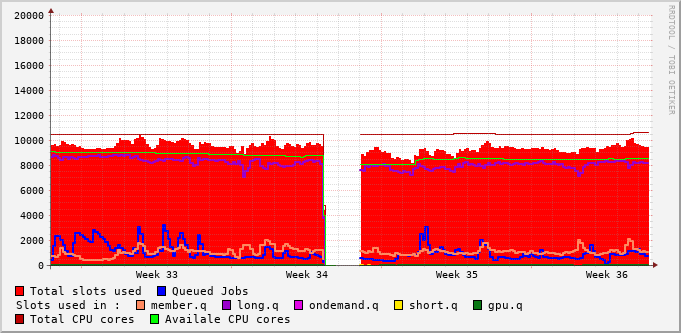 RRDTOOL / TOBI OETIKER
20000
18000
16000
14000
12000
10000
8000
6000
4000
2000
0
Week 33 Week 34 Week 35 Week 36
Total slots used Queued Jobs
Slots used in : member.q long.q ondemand.q short.q gpu.q
Total CPU cores Availale CPU cores